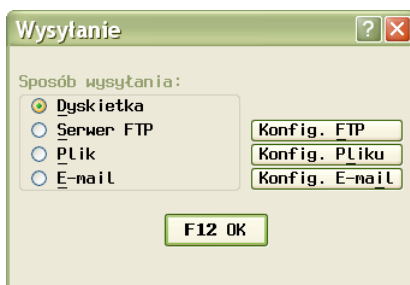 Wysyłanie
Sposób wysyłania:
Dyskietka
Serwer FTP Konfig. FTP
Plik Konfig. Pliku
E-mail Konfig. E-mail
F12 OK